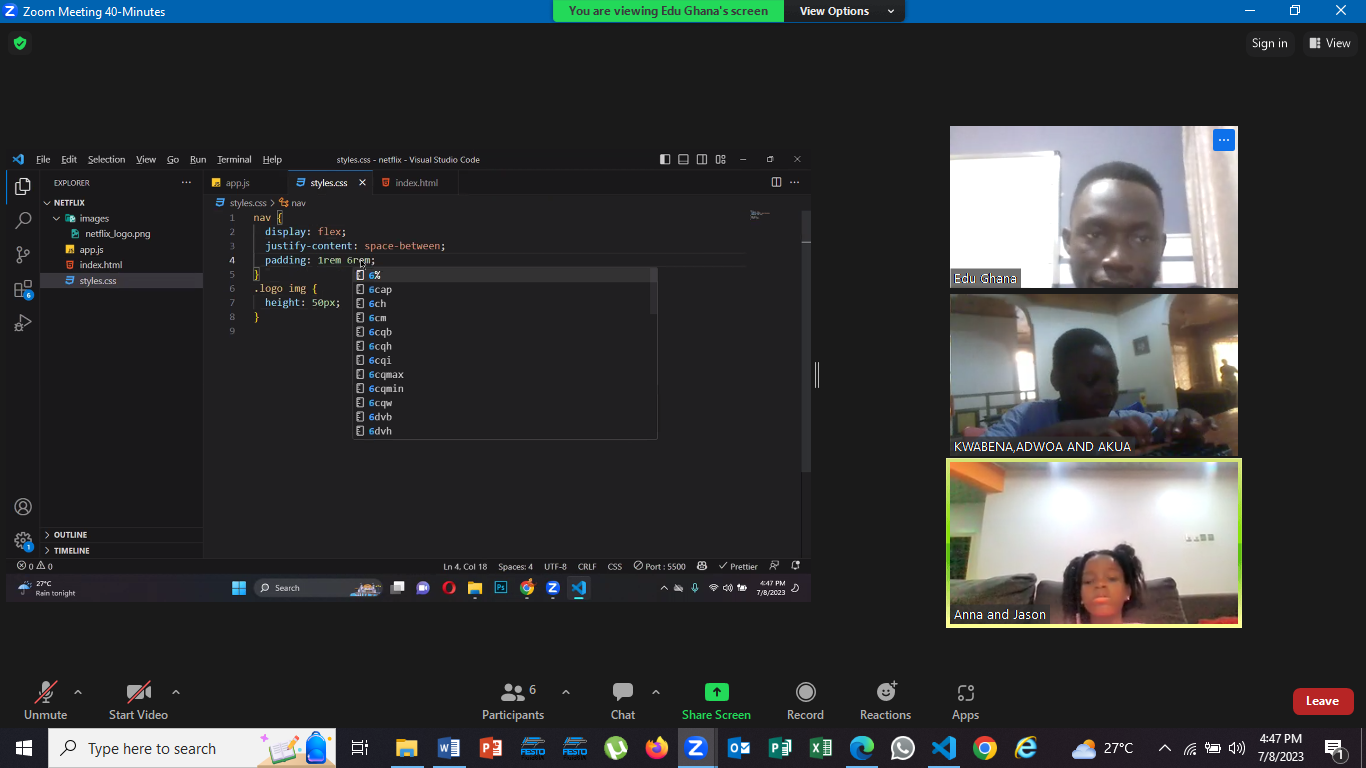 Zoom Meeting 40-Minutes
You are viewing Edu Ghana's screen
View Options
Sign in
View
File Edit Selection View Go Run Terminal Help
styles.css - netflix - Visual Studio Code
EXPLORER
NETFLIX
images
netflix_logo.png
app.js
index.html
styles.css
OUTLINE
TIMELINE
app.js
styles.css
index.html
styles.css > nav
1 nav {
2 display: flex;
3 justify-content: space-between;
4 padding: 1rem 6rem;
5 }
6 .logo img {
7 height: 50px;
8 }
9
6%
6cap
6ch
6cm
6cqb
6cqh
6cqi
6cqmax
6cqmin
6cqw
6dvb
6dvh
6
1
0 0
Ln 4, Col 18 Spaces: 4 UTF-8 CRLF CSS Port : 5500 Prettier
27°C
Rain tonight
Search
4:47 PM
7/8/2023
Edu Ghana
KWABENA,ADWOA AND AKUA
Anna and Jason
Unmute
Start Video
6
Participants
Chat
Share Screen
Record
Reactions
Apps
Leave
Type here to search
FESTO
FESTO
27°C
4:47 PM
7/8/2023
1